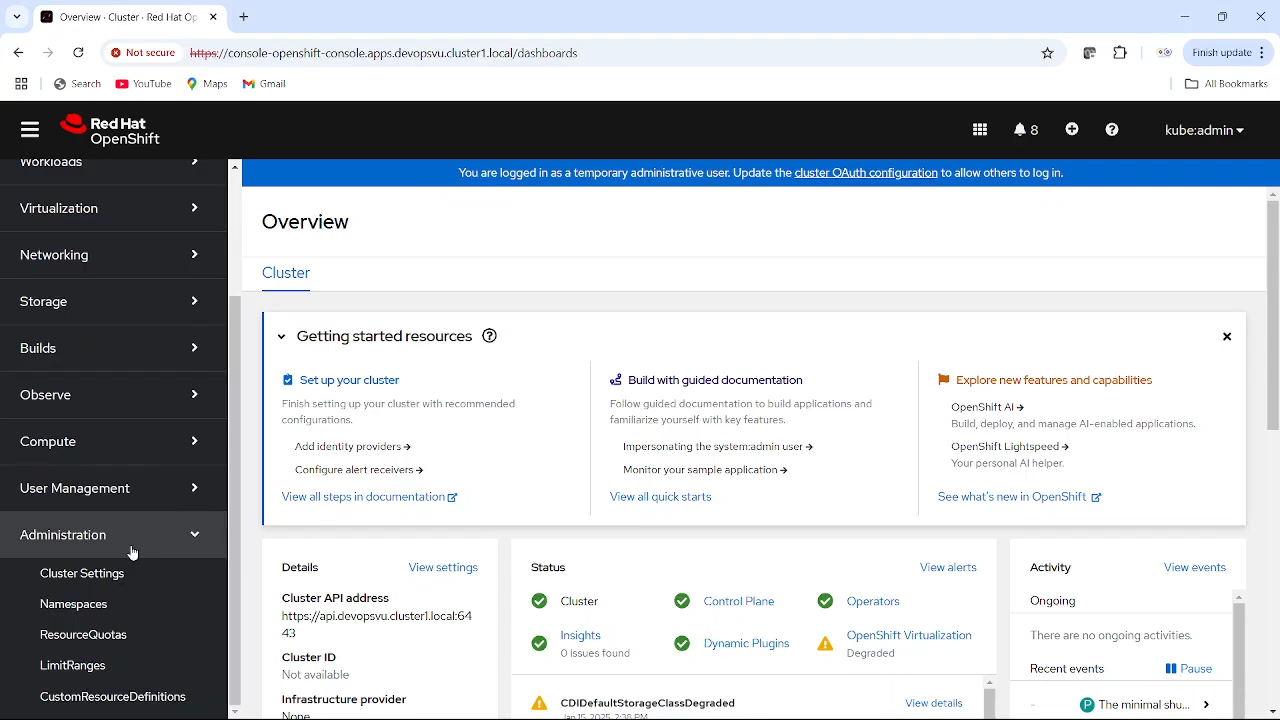 Overview · Cluster · Red Hat Op
Not secure
https://console-openshift-console.apps.devopsvu.cluster1.local/dashboards
Finish update
Search
YouTube
Maps
Gmail
All Bookmarks
Red Hat
OpenShift
8
kube:admin
You are logged in as a temporary administrative user. Update the cluster OAuth configuration to allow others to log in.
Workloads
Virtualization
Networking
Storage
Builds
Observe
Compute
User Management
Administration
Cluster Settings
Namespaces
ResourceQuotas
LimitRanges
CustomResourceDefinitions
Overview
Cluster
Getting started resources
Set up your cluster
Finish setting up your cluster with recommended
configurations.
Add identity providers
Configure alert receivers
View all steps in documentation
Build with guided documentation
Follow guided documentation to build applications and
familiarize yourself with key features.
Impersonating the system:admin user
Monitor your sample application
View all quick starts
Explore new features and capabilities
OpenShift AI
Build, deploy, and manage AI-enabled applications.
OpenShift Lightspeed
Your personal AI helper.
See what's new in OpenShift
Details
View settings
Cluster API address
https://api.devopsvu.cluster1.local:64
43
Cluster ID
Not available
Infrastructure provider
None
Status
View alerts
Cluster
Control Plane
Operators
Insights
0 issues found
Dynamic Plugins
OpenShift Virtualization
Degraded
CDIDefaultStorageClassDegraded
View details
Jan 15, 2025, 2:38 PM
Activity
View events
Ongoing
There are no ongoing activities.
Recent events
Pause
P
The minimal shu...